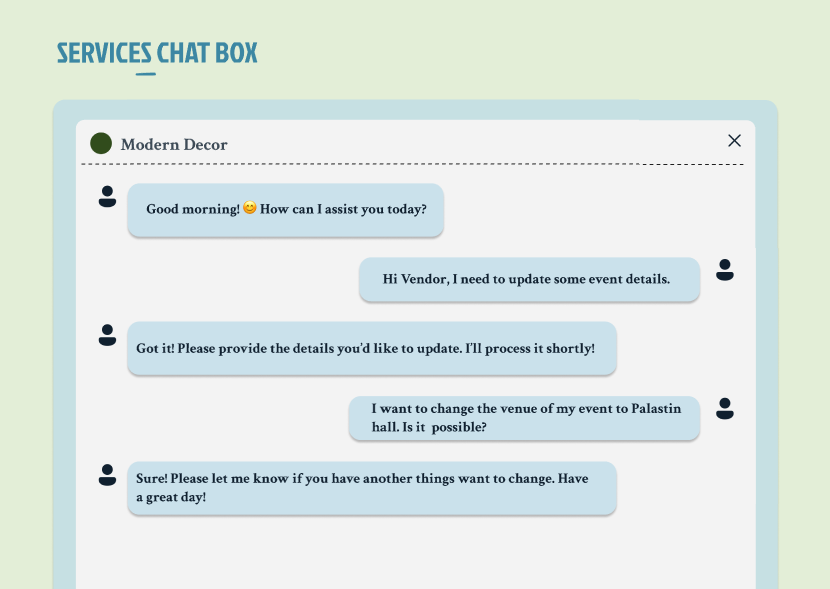 SERVICES CHAT BOX
Modern Decor
Good morning! 😊 How can I assist you today?
Hi Vendor, I need to update some event details.
Got it! Please provide the details you'd like to update. I'll process it shortly!
I want to change the venue of my event to Palastin
hall. Is it  possible?
Sure! Please let me know if you have another things want to change. Have
a great day!